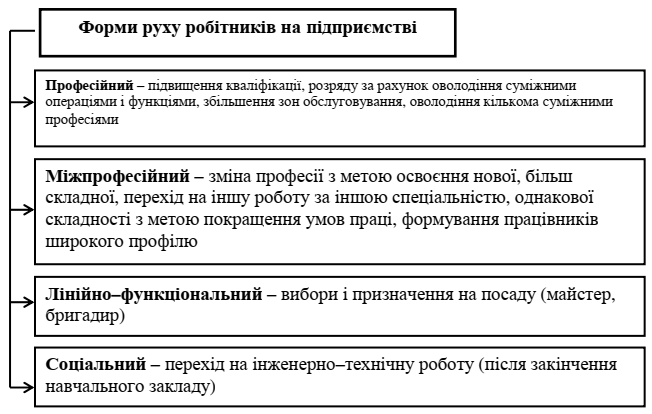 Форми руху робітників на підприємстві
Професійний – підвищення кваліфікації, розряду за рахунок оволодіння суміжними
операціями і функціями, збільшення зон обслуговування, оволодіння кількома суміжними
професіями
Міжпрофесійний – зміна професії з метою освоєння нової, більш
складної, перехід на іншу роботу за іншою спеціальністю, однакової
складності з метою покращення умов праці, формування працівників
широкого профілю
Лінійно–функціональний – вибори і призначення на посаду (майстер,
бригадир)
Соціальний – перехід на інженерно–технічну роботу (після закінчення
навчального закладу)